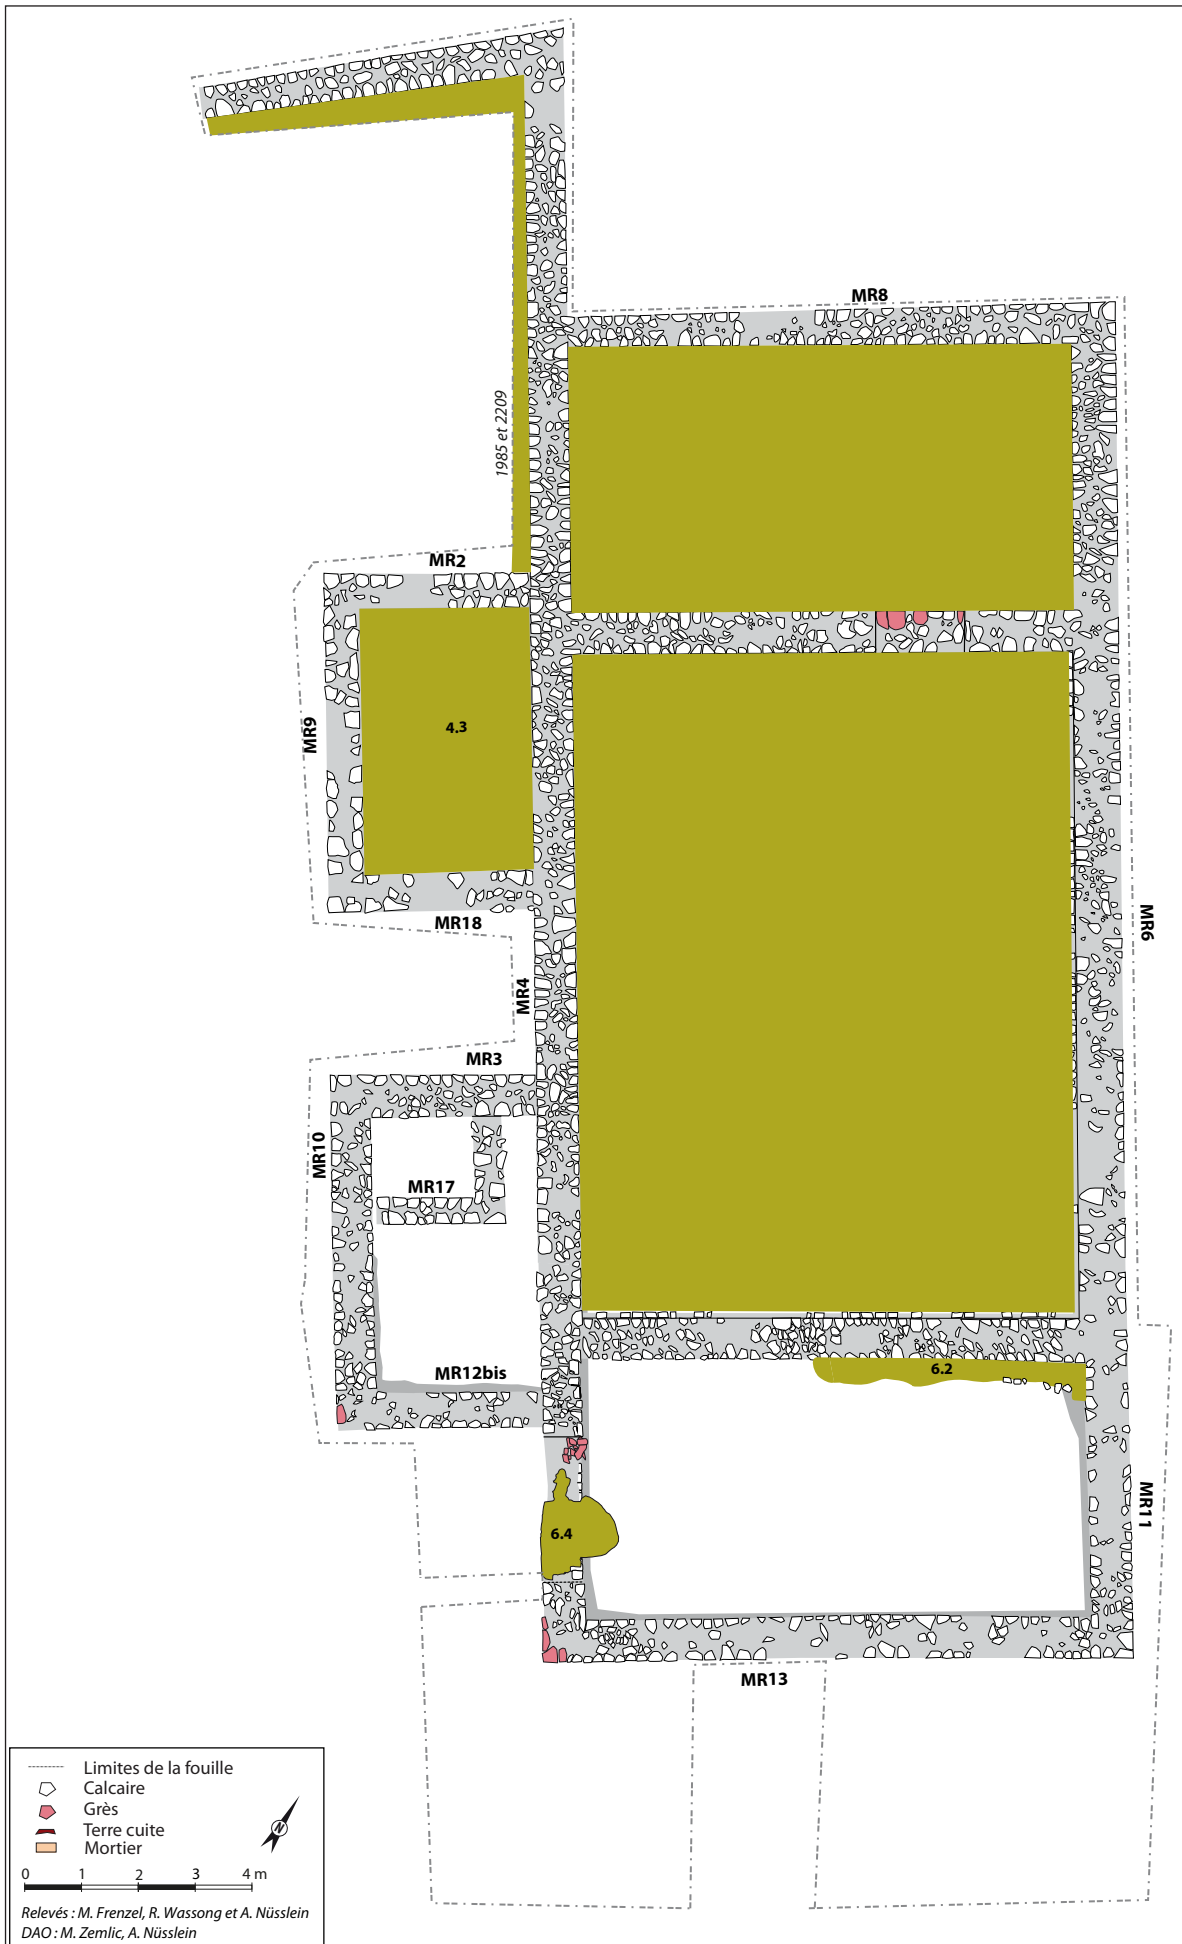 MR8
1985 et 2209
MR2
MR9
4.3
MR18
MR4
MR6
MR3
MR10
MR17
MR12bis
6.2
6.4
MR11
MR13
Limites de la fouille
Calcaire
Grès
Terre cuite
Mortier
N
0 1 2 3 4 m
Relevés : M. Frenzel, R. Wassong et A. Nüsslein
DAO : M. Zemlic, A. Nüsslein